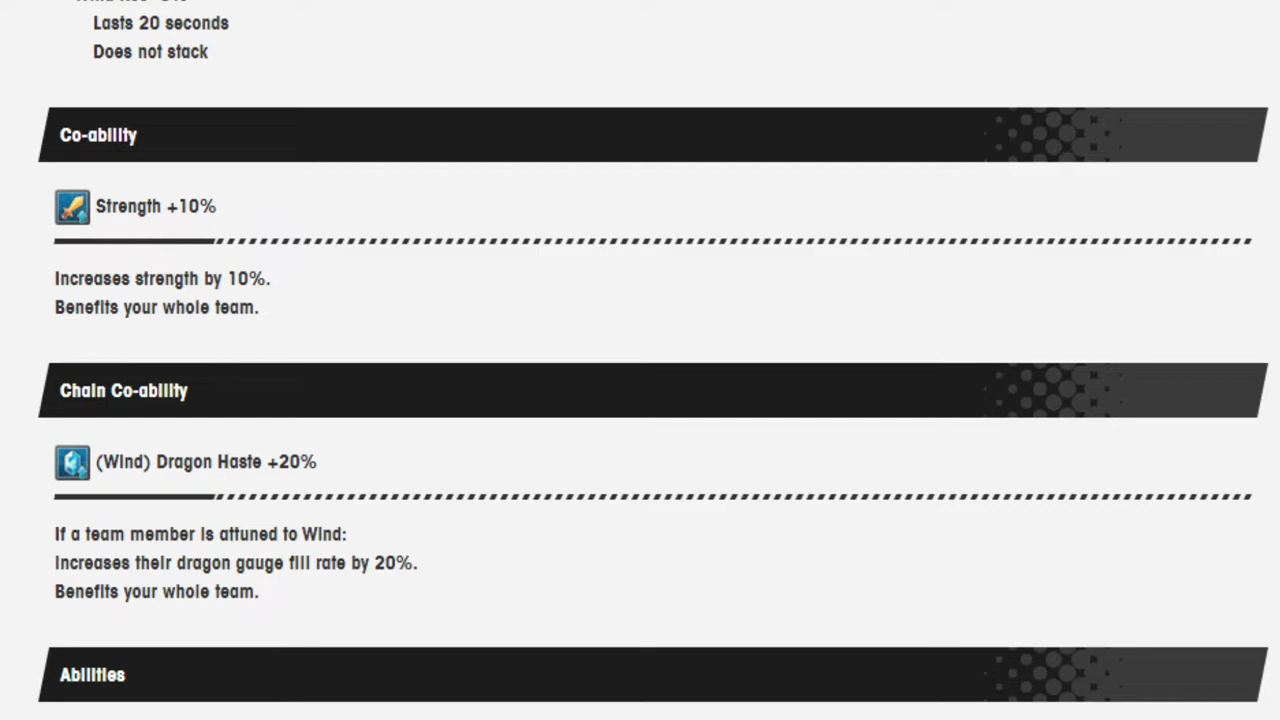 Lasts 20 seconds
Does not stack
Co-ability
Strength +10%
Increases strength by 10%.
Benefits your whole team.
Chain Co-ability
(Wind) Dragon Haste +20%
If a team member is attuned to Wind:
Increases their dragon gauge fill rate by 20%.
Benefits your whole team.
Abilities